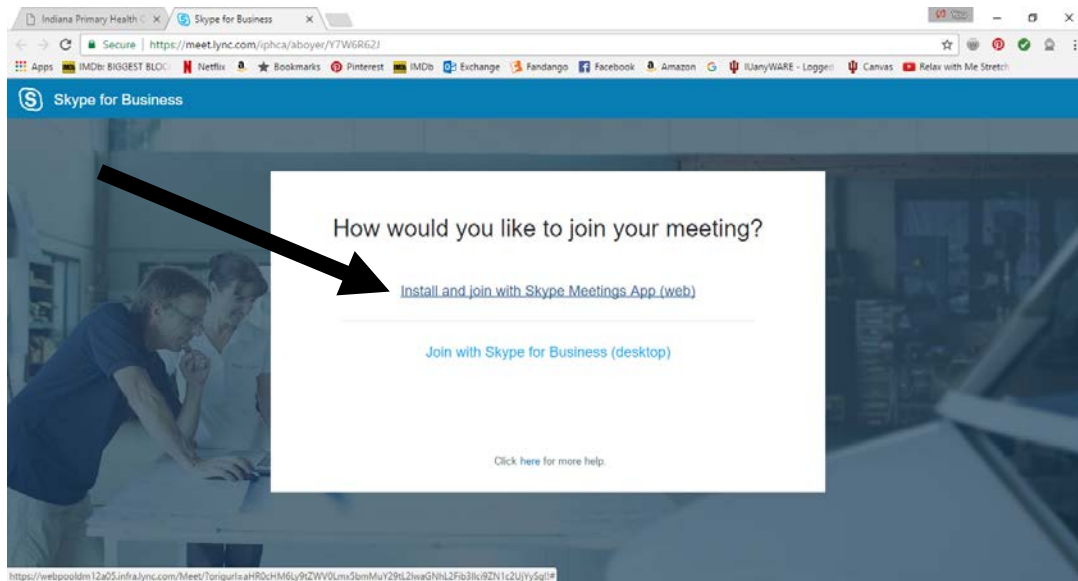 Indiana Primary Health C
Skype for Business
You
Secure | https://meet.lync.com/iphca/aboyer/Y7W6R62J
Apps IMDb: BIGGEST BLOC Netflix Bookmarks Pinterest IMDb Exchange Fandango Facebook Amazon IUanyWARE - Logged Canvas Relax with Me Stretch
Skype for Business
How would you like to join your meeting?
Install and join with Skype Meetings App (web)
Join with Skype for Business (desktop)
Click here for more help.